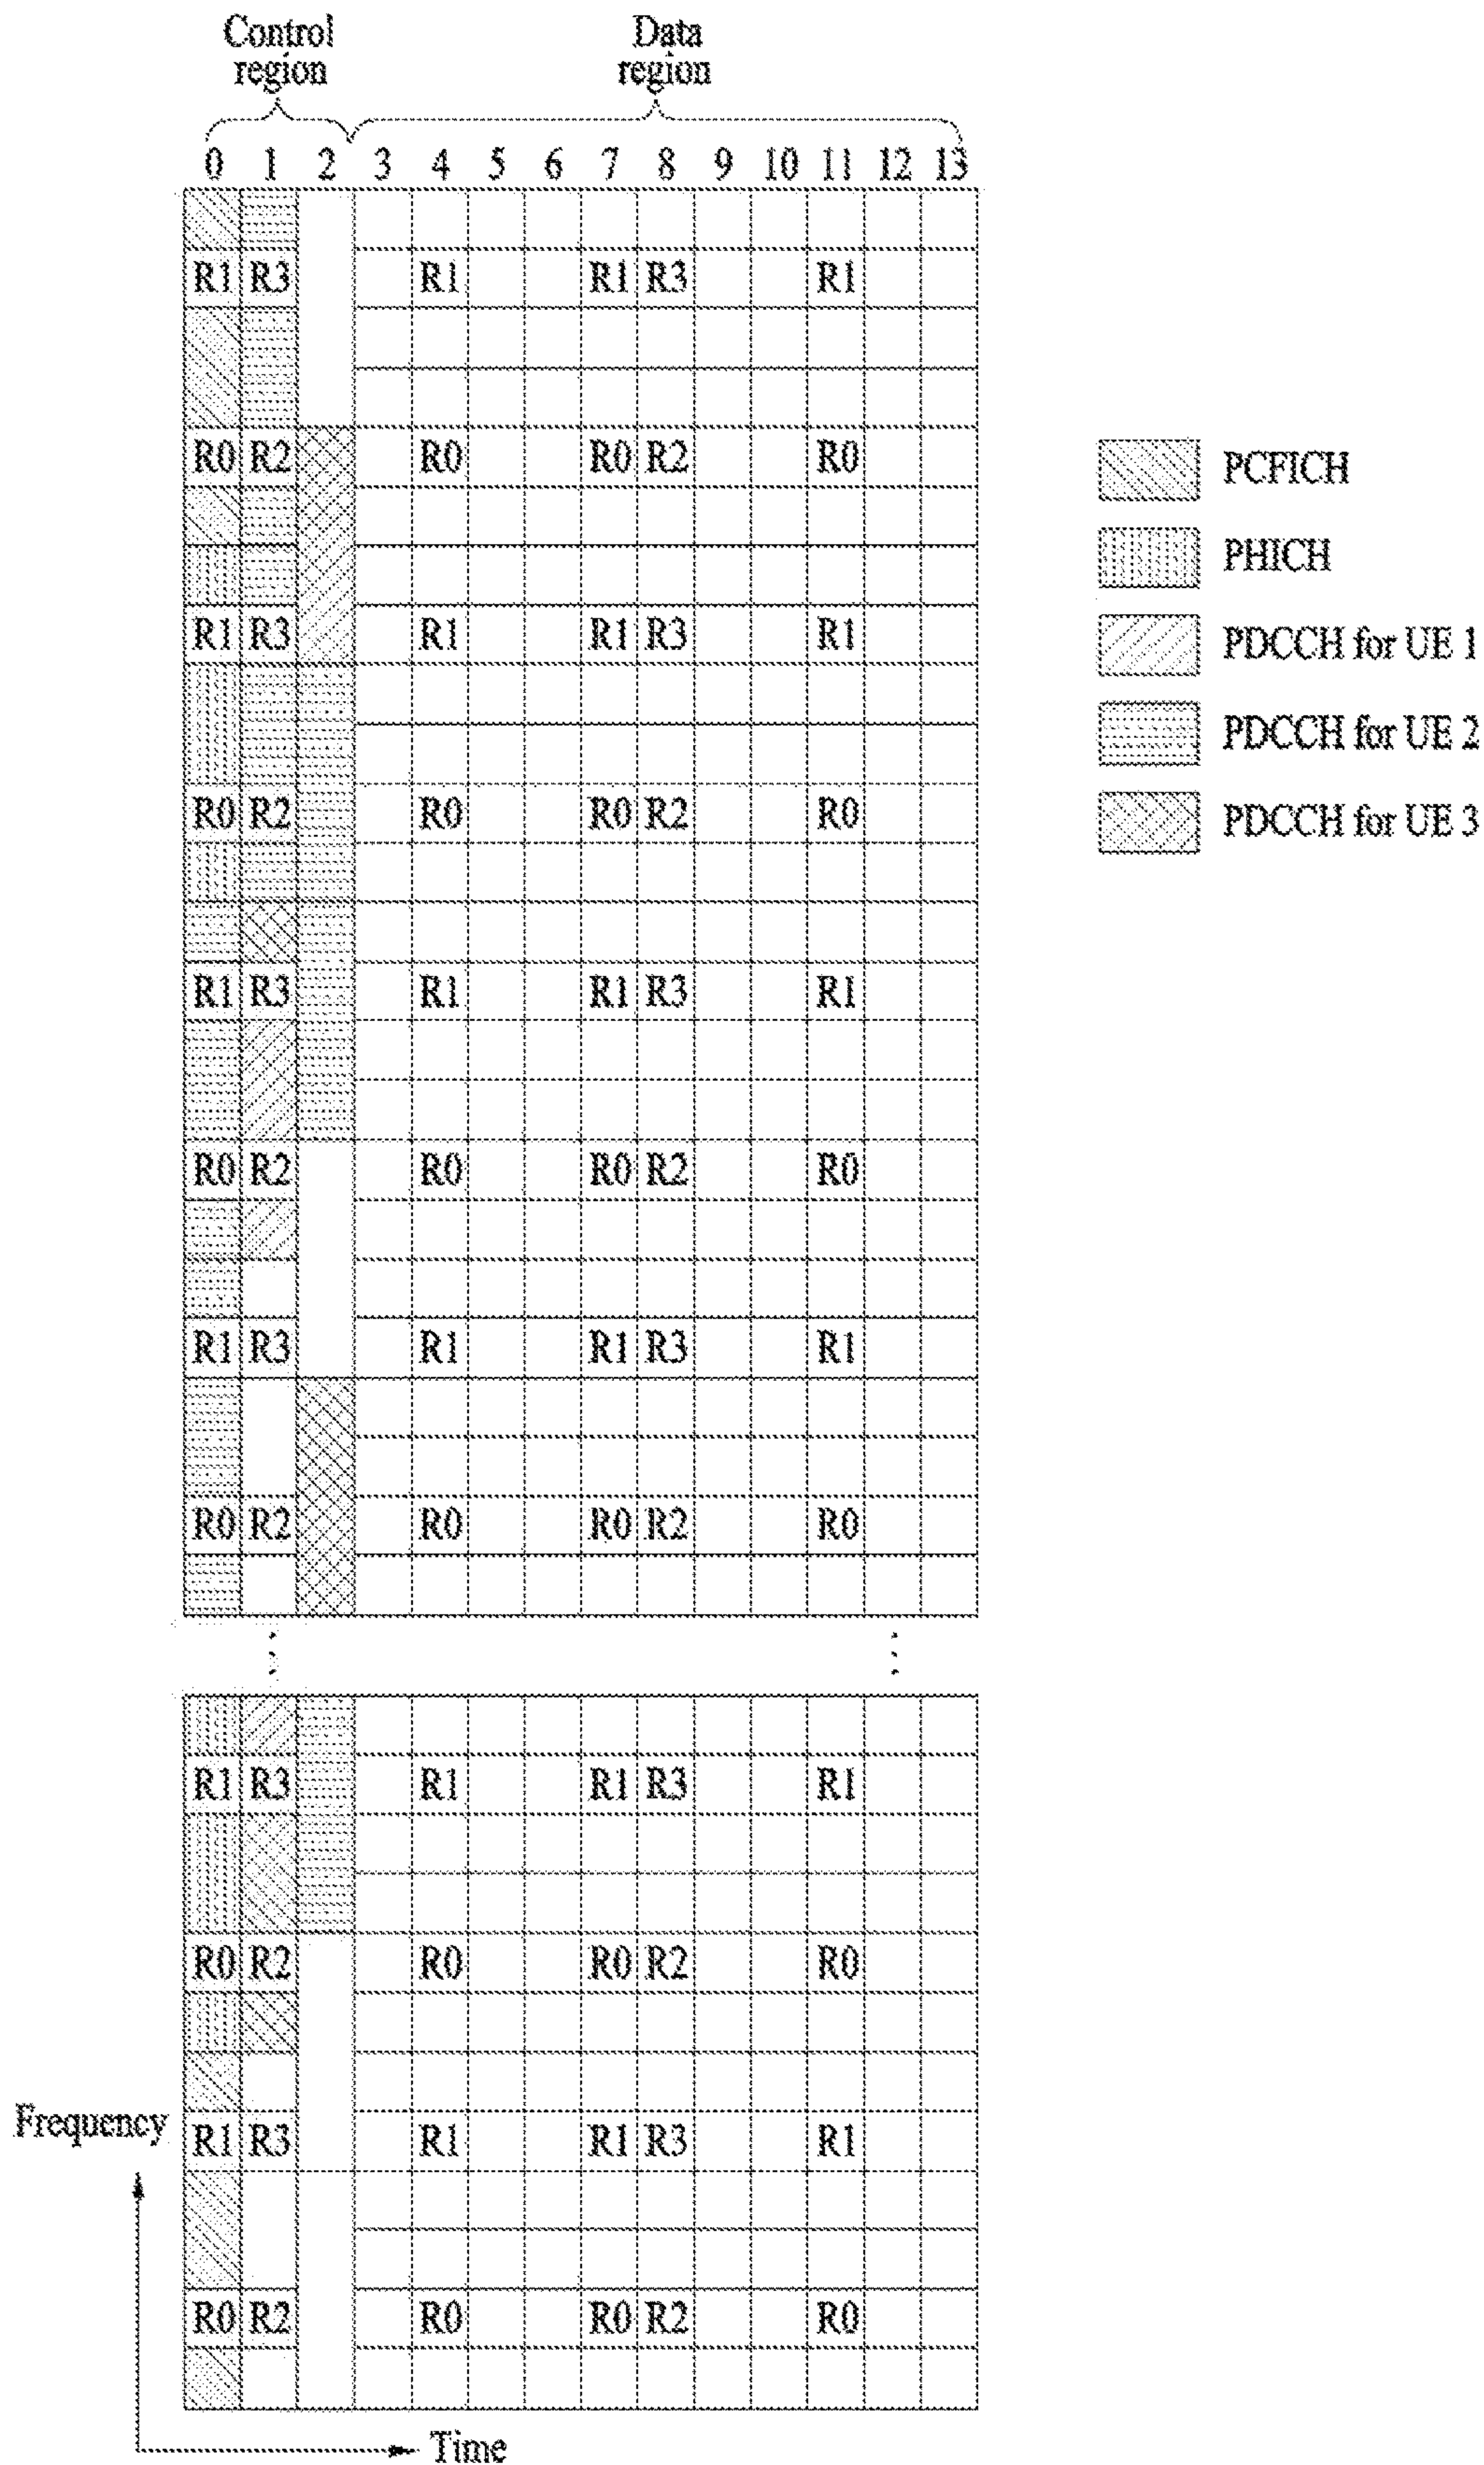 Control region
Data region
0 1 2 3 4 5 6 7 8 9 10 11 12 13
R1 R3 R1 R1 R3 R1
R0 R2 R0 R0 R2 R0
PCFICH
PHICH
R1 R3 R1 R1 R3 R1
PDCCH for UE 1
PDCCH for UE 2
R0 R2 R0 R0 R2 R0
PDCCH for UE 3
R1 R3 R1 R1 R3 R1
R0 R2 R0 R0 R2 R0
R1 R3 R1 R1 R3 R1
R0 R2 R0 R0 R2 R0
R1 R3 R1 R1 R3 R1
R0 R2 R0 R0 R2 R0
Frequency
R1 R3 R1 R1 R3 R1
R0 R2 R0 R0 R2 R0
Time